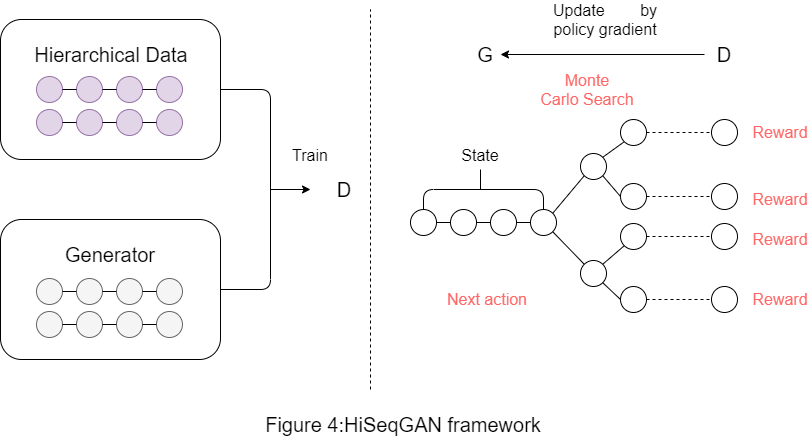 Hierarchical Data
Generator
Train
D
Update by
policy gradient
G
D
Monte
Carlo Search
State
Next action
Reward
Reward
Reward
Reward
Figure 4:HiSeqGAN framework